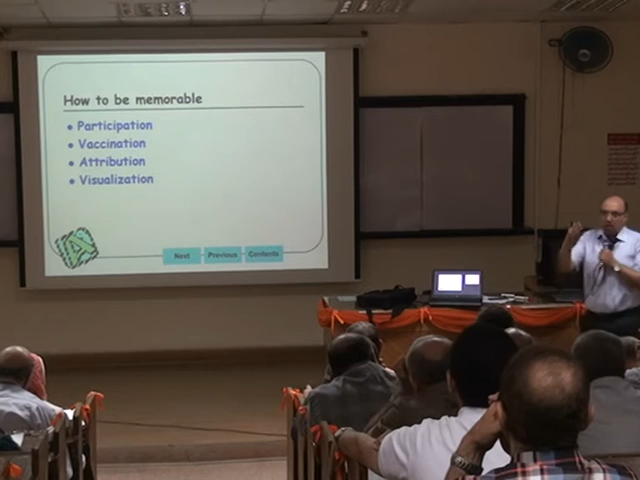 How to be memorable
• Participation
• Vaccination
• Attribution
• Visualization
Next Previous Contents